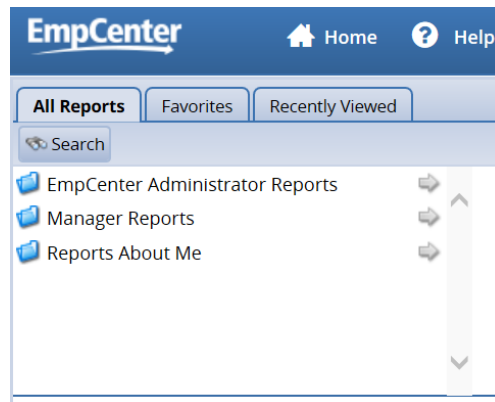 EmpCenter Home ? Help
All Reports Favorites Recently Viewed
Search
EmpCenter Administrator Reports
Manager Reports
Reports About Me